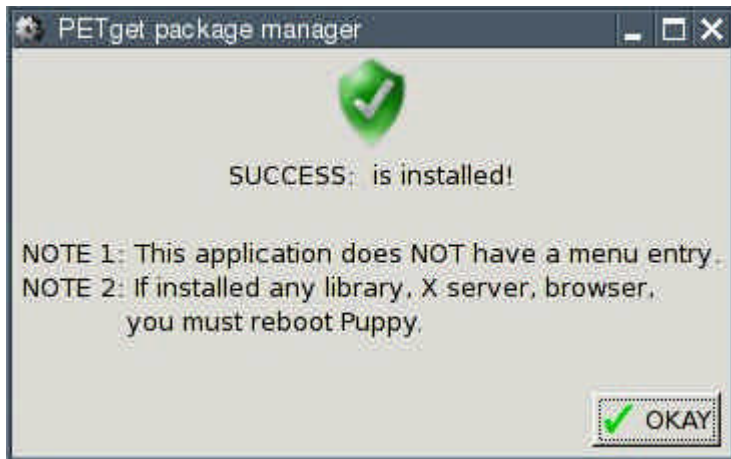 PETget package manager
SUCCESS:  is installed!
NOTE 1: This application does NOT have a menu entry.
NOTE 2: If installed any library, X server, browser,
you must reboot Puppy.
OKAY